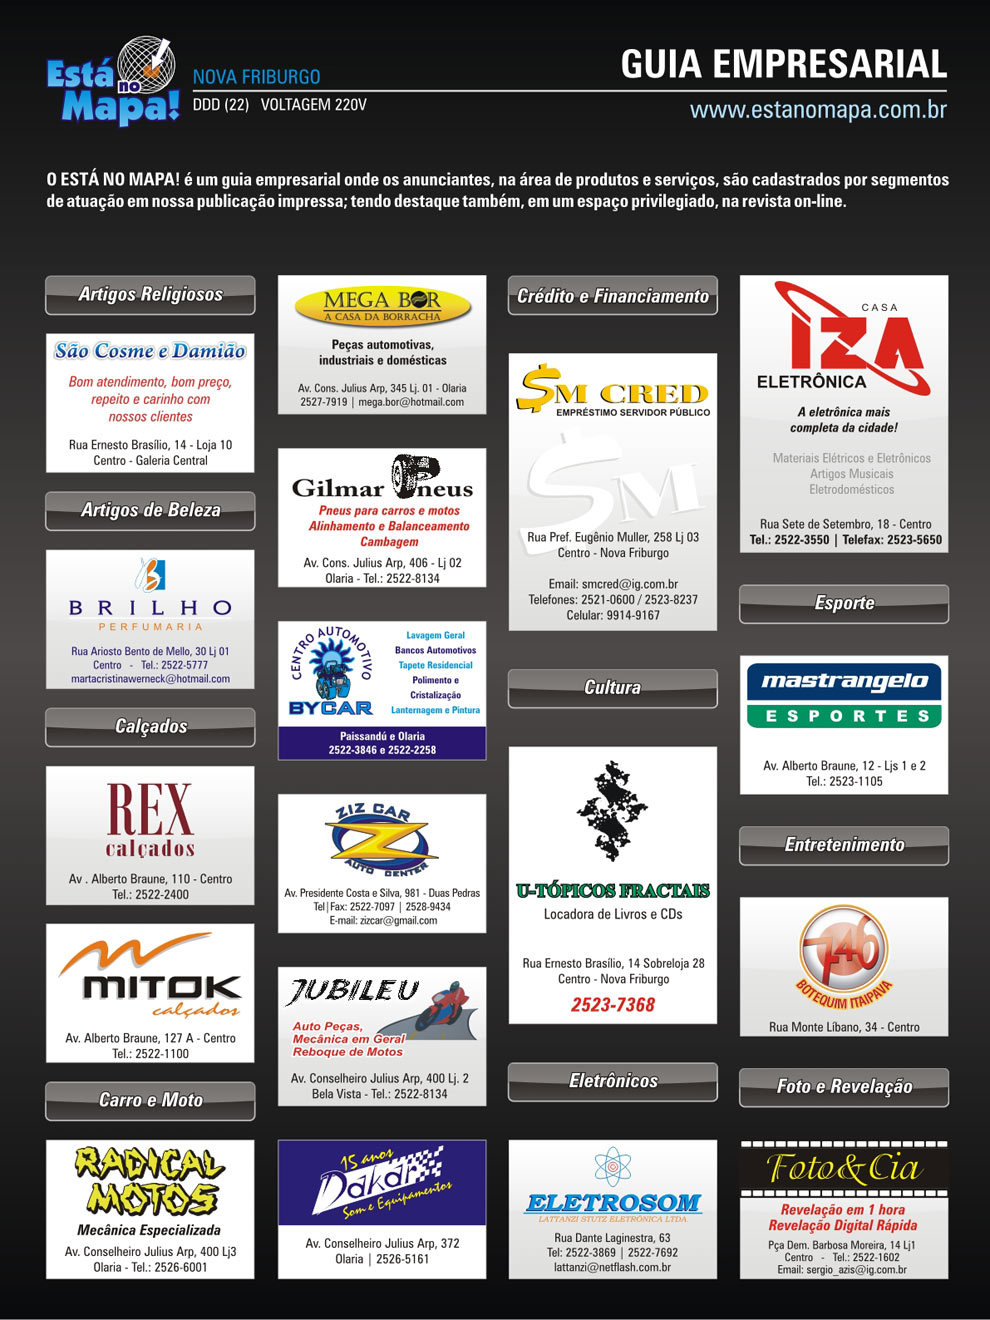 Está
no
Mapa!
NOVA FRIBURGO
DDD (22) VOLTAGEM 220V
GUIA EMPRESARIAL
www.estanomapa.com.br
O ESTÁ NO MAPA! é um guia empresarial onde os anunciantes, na área de produtos e serviços, são cadastrados por segmentos
de atuação em nossa publicação impressa; tendo destaque também, em um espaço privilegiado, na revista on-line.
Artigos Religiosos
São Cosme e Damião
Bom atendimento, bom preço,
repeito e carinho com
nossos clientes
Rua Ernesto Brasílio, 14 - Loja 10
Centro - Galeria Central
Artigos de Beleza
BRILHO
PERFUMARIA
Rua Ariosto Bento de Mello, 30 Lj 01
Centro - Tel.: 2522-5777
martacristinawerneck@hotmail.com
Calçados
REX
calçados
Av . Alberto Braune, 110 - Centro
Tel.: 2522-2400
MITOK
calçados
Av. Alberto Braune, 127 A - Centro
Tel.: 2522-1100
Carro e Moto
RADICAL
MOTOS
Mecânica Especializada
Av. Conselheiro Julius Arp, 400 Lj3
Olaria - Tel.: 2526-6001
MEGA BOR
A CASA DA BORRACHA
Peças automotivas,
industriais e domésticas
Av. Cons. Julius Arp, 345 Lj. 01 - Olaria
2527-7919 | mega.bor@hotmail.com
Gilmar Pneus
Pneus para carros e motos
Alinhamento e Balanceamento
Cambagem
Av. Cons. Julius Arp, 406 - Lj 02
Olaria - Tel.: 2522-8134
CENTRO AUTOMOTIVO
BYCAR
Lavagem Geral
Bancos Automotivos
Tapete Residencial
Polimento e
Cristalização
Lanternagem e Pintura
Paissandú e Olaria
2522-3846 e 2522-2258
ZIZ CAR
Z
AUTO CENTER
Av. Presidente Costa e Silva, 981 - Duas Pedras
Tel|Fax: 2522-7097 | 2528-9434
E-mail: zizcar@gmail.com
JUBILEU
Auto Peças,
Mecânica em Geral
Reboque de Motos
Av. Conselheiro Julius Arp, 400 Lj. 2
Bela Vista - Tel.: 2522-8134
15 anos
Dakar
Som e Equipamentos
Av. Conselheiro Julius Arp, 372
Olaria | 2526-5161
Crédito e Financiamento
$M CRED
EMPRÉSTIMO SERVIDOR PÚBLICO
$M
Rua Pref. Eugênio Muller, 258 Lj 03
Centro - Nova Friburgo
Email: smcred@ig.com.br
Telefones: 2521-0600 / 2523-8237
Celular: 9914-9167
Cultura
U-TÓPICOS FRACTAIS
Locadora de Livros e CDs
Rua Ernesto Brasílio, 14 Sobreloja 28
Centro - Nova Friburgo
2523-7368
Eletrônicos
ELETROSOM
LATTANZI STUTZ ELETRÔNICA LTDA.
Rua Dante Laginestra, 63
Tel: 2522-3869 | 2522-7692
lattanzi@netflash.com.br
CASA
IZA
ELETRÔNICA
A eletrônica mais
completa da cidade!
Materiais Elétricos e Eletrônicos
Artigos Musicais
Eletrodomésticos
Rua Sete de Setembro, 18 - Centro
Tel.: 2522-3550 | Telefax: 2523-5650
Esporte
mastrangelo
ESPORTES
Av. Alberto Braune, 12 - Ljs 1 e 2
Tel.: 2523-1105
Entretenimento
746
BOTEQUIM ITAIPAVA
Rua Monte Líbano, 34 - Centro
Foto e Revelação
Foto&Cia
Revelação em 1 hora
Revelação Digital Rápida
Pça Dem. Barbosa Moreira, 14 Lj1
Centro - Tel.: 2522-1602
Email: sergio_azis@ig.com.br